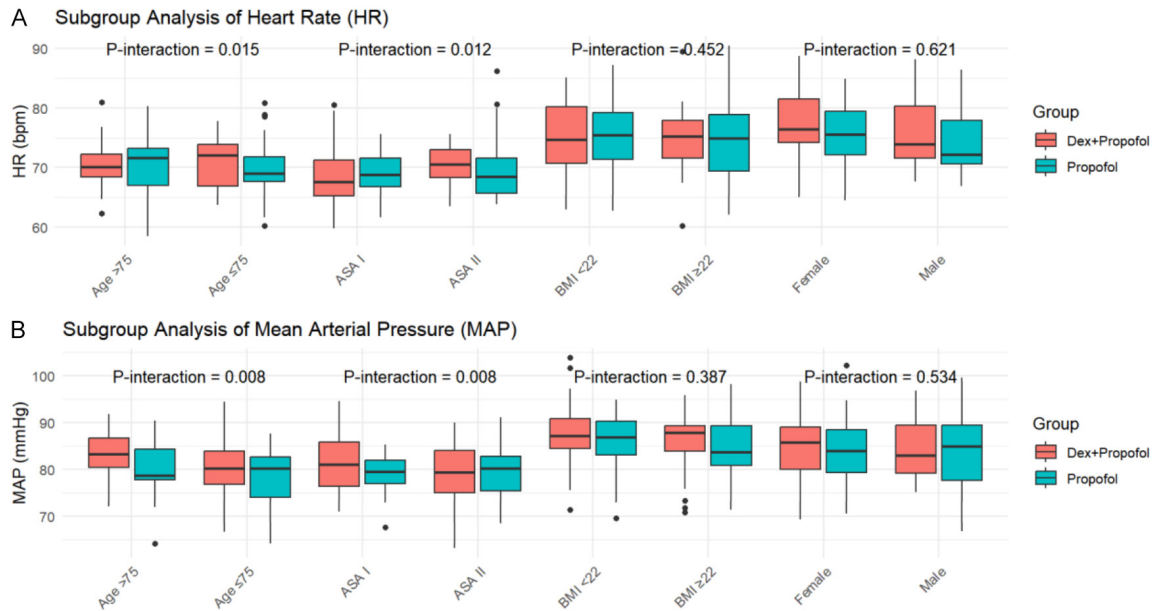 A
Subgroup Analysis of Heart Rate (HR)
P-interaction = 0.015
P-interaction = 0.012
P-interaction = 0.452
P-interaction = 0.621
90
80
70
60
HR (bpm)
Age >75
Age ≤75
ASA I
ASA II
BMI <22
BMI ≥22
Female
Male
Group
Dex+Propofol
Propofol
B
Subgroup Analysis of Mean Arterial Pressure (MAP)
P-interaction = 0.008
P-interaction = 0.008
P-interaction = 0.387
P-interaction = 0.534
100
90
80
70
MAP (mmHg)
Age >75
Age ≤75
ASA I
ASA II
BMI <22
BMI ≥22
Female
Male
Group
Dex+Propofol
Propofol